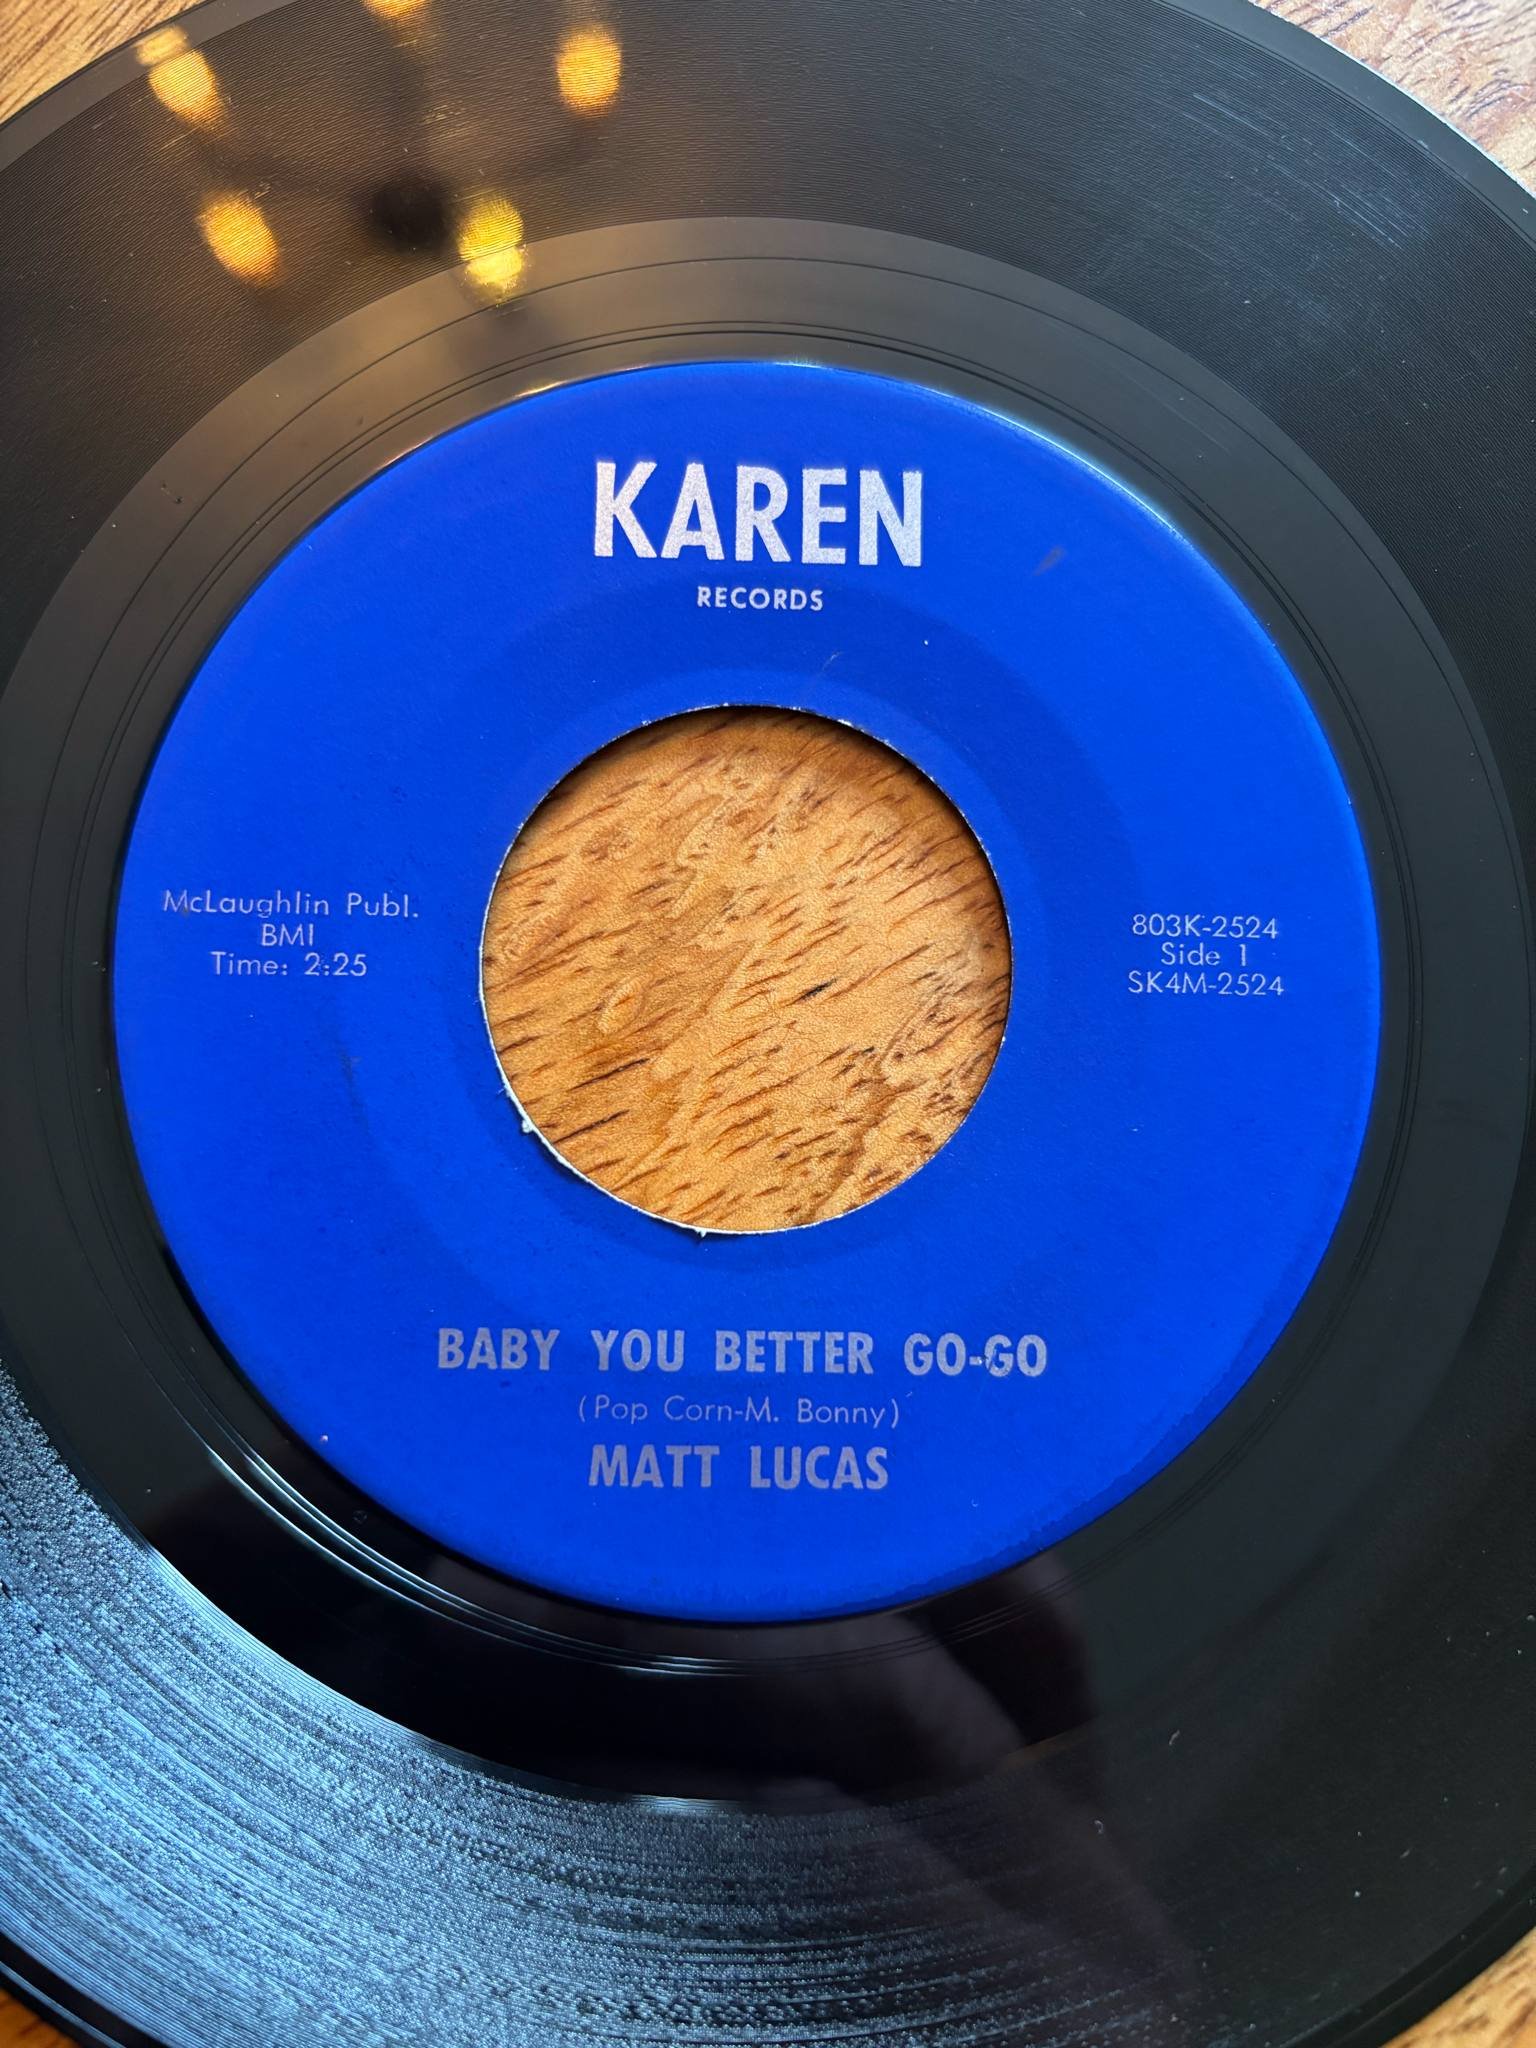 KAREN
RECORDS
McLaughlin Publ.
BMI
Time: 2:25
803K-2524
Side 1
SK4M-2524
BABY YOU BETTER GO-GO
(Pop Corn-M. Bonny)
MATT LUCAS